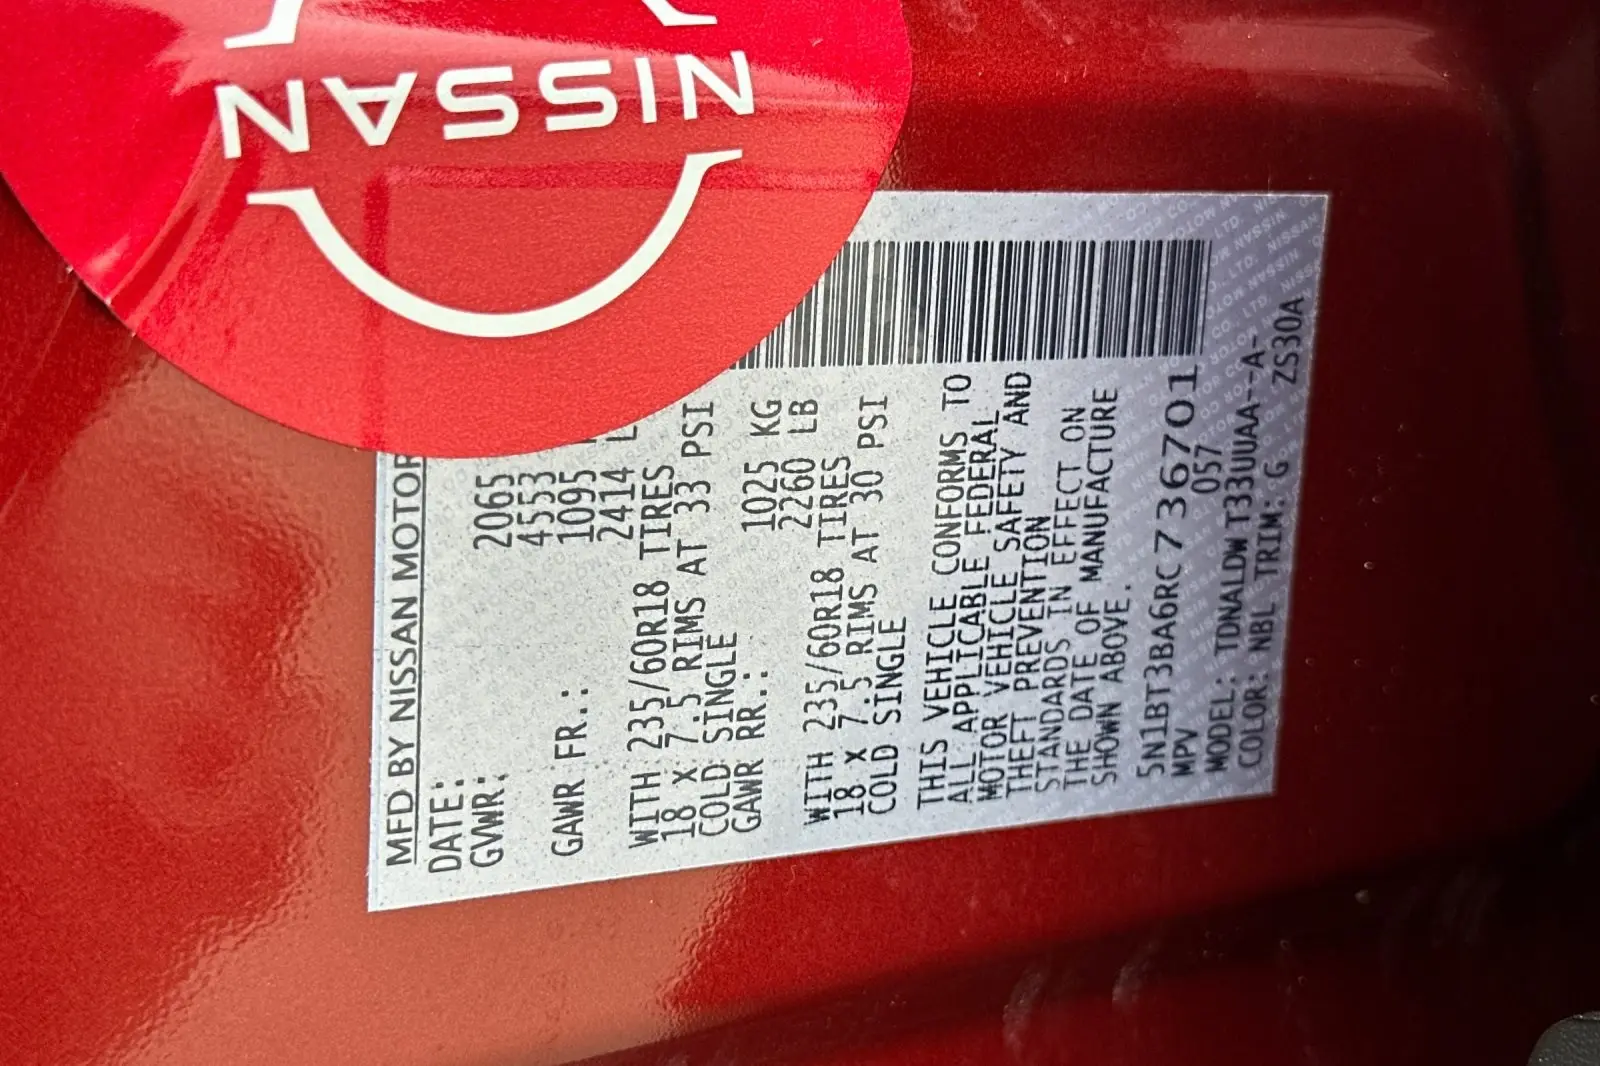 NISSAN
MFD BY NISSAN MOTOR
DATE:
GVWR: 2065
4553
GAWR FR.: 1095
2414
WITH 235/60R18 TIRES
18 X 7.5 RIMS AT 33 PSI
COLD SINGLE
GAWR RR.: 1025 KG
2260 LB
WITH 235/60R18 TIRES
18 X 7.5 RIMS AT 30 PSI
COLD SINGLE
THIS VEHICLE CONFORMS TO
ALL APPLICABLE FEDERAL
MOTOR VEHICLE SAFETY AND
THEFT PREVENTION
STANDARDS IN EFFECT ON
THE DATE OF MANUFACTURE
SHOWN ABOVE.
5N1BT3BA6RC736701
MPV 057
MODEL: TDNALDWT33UUAA--A-
COLOR: NBL TRIM: G ZS30A